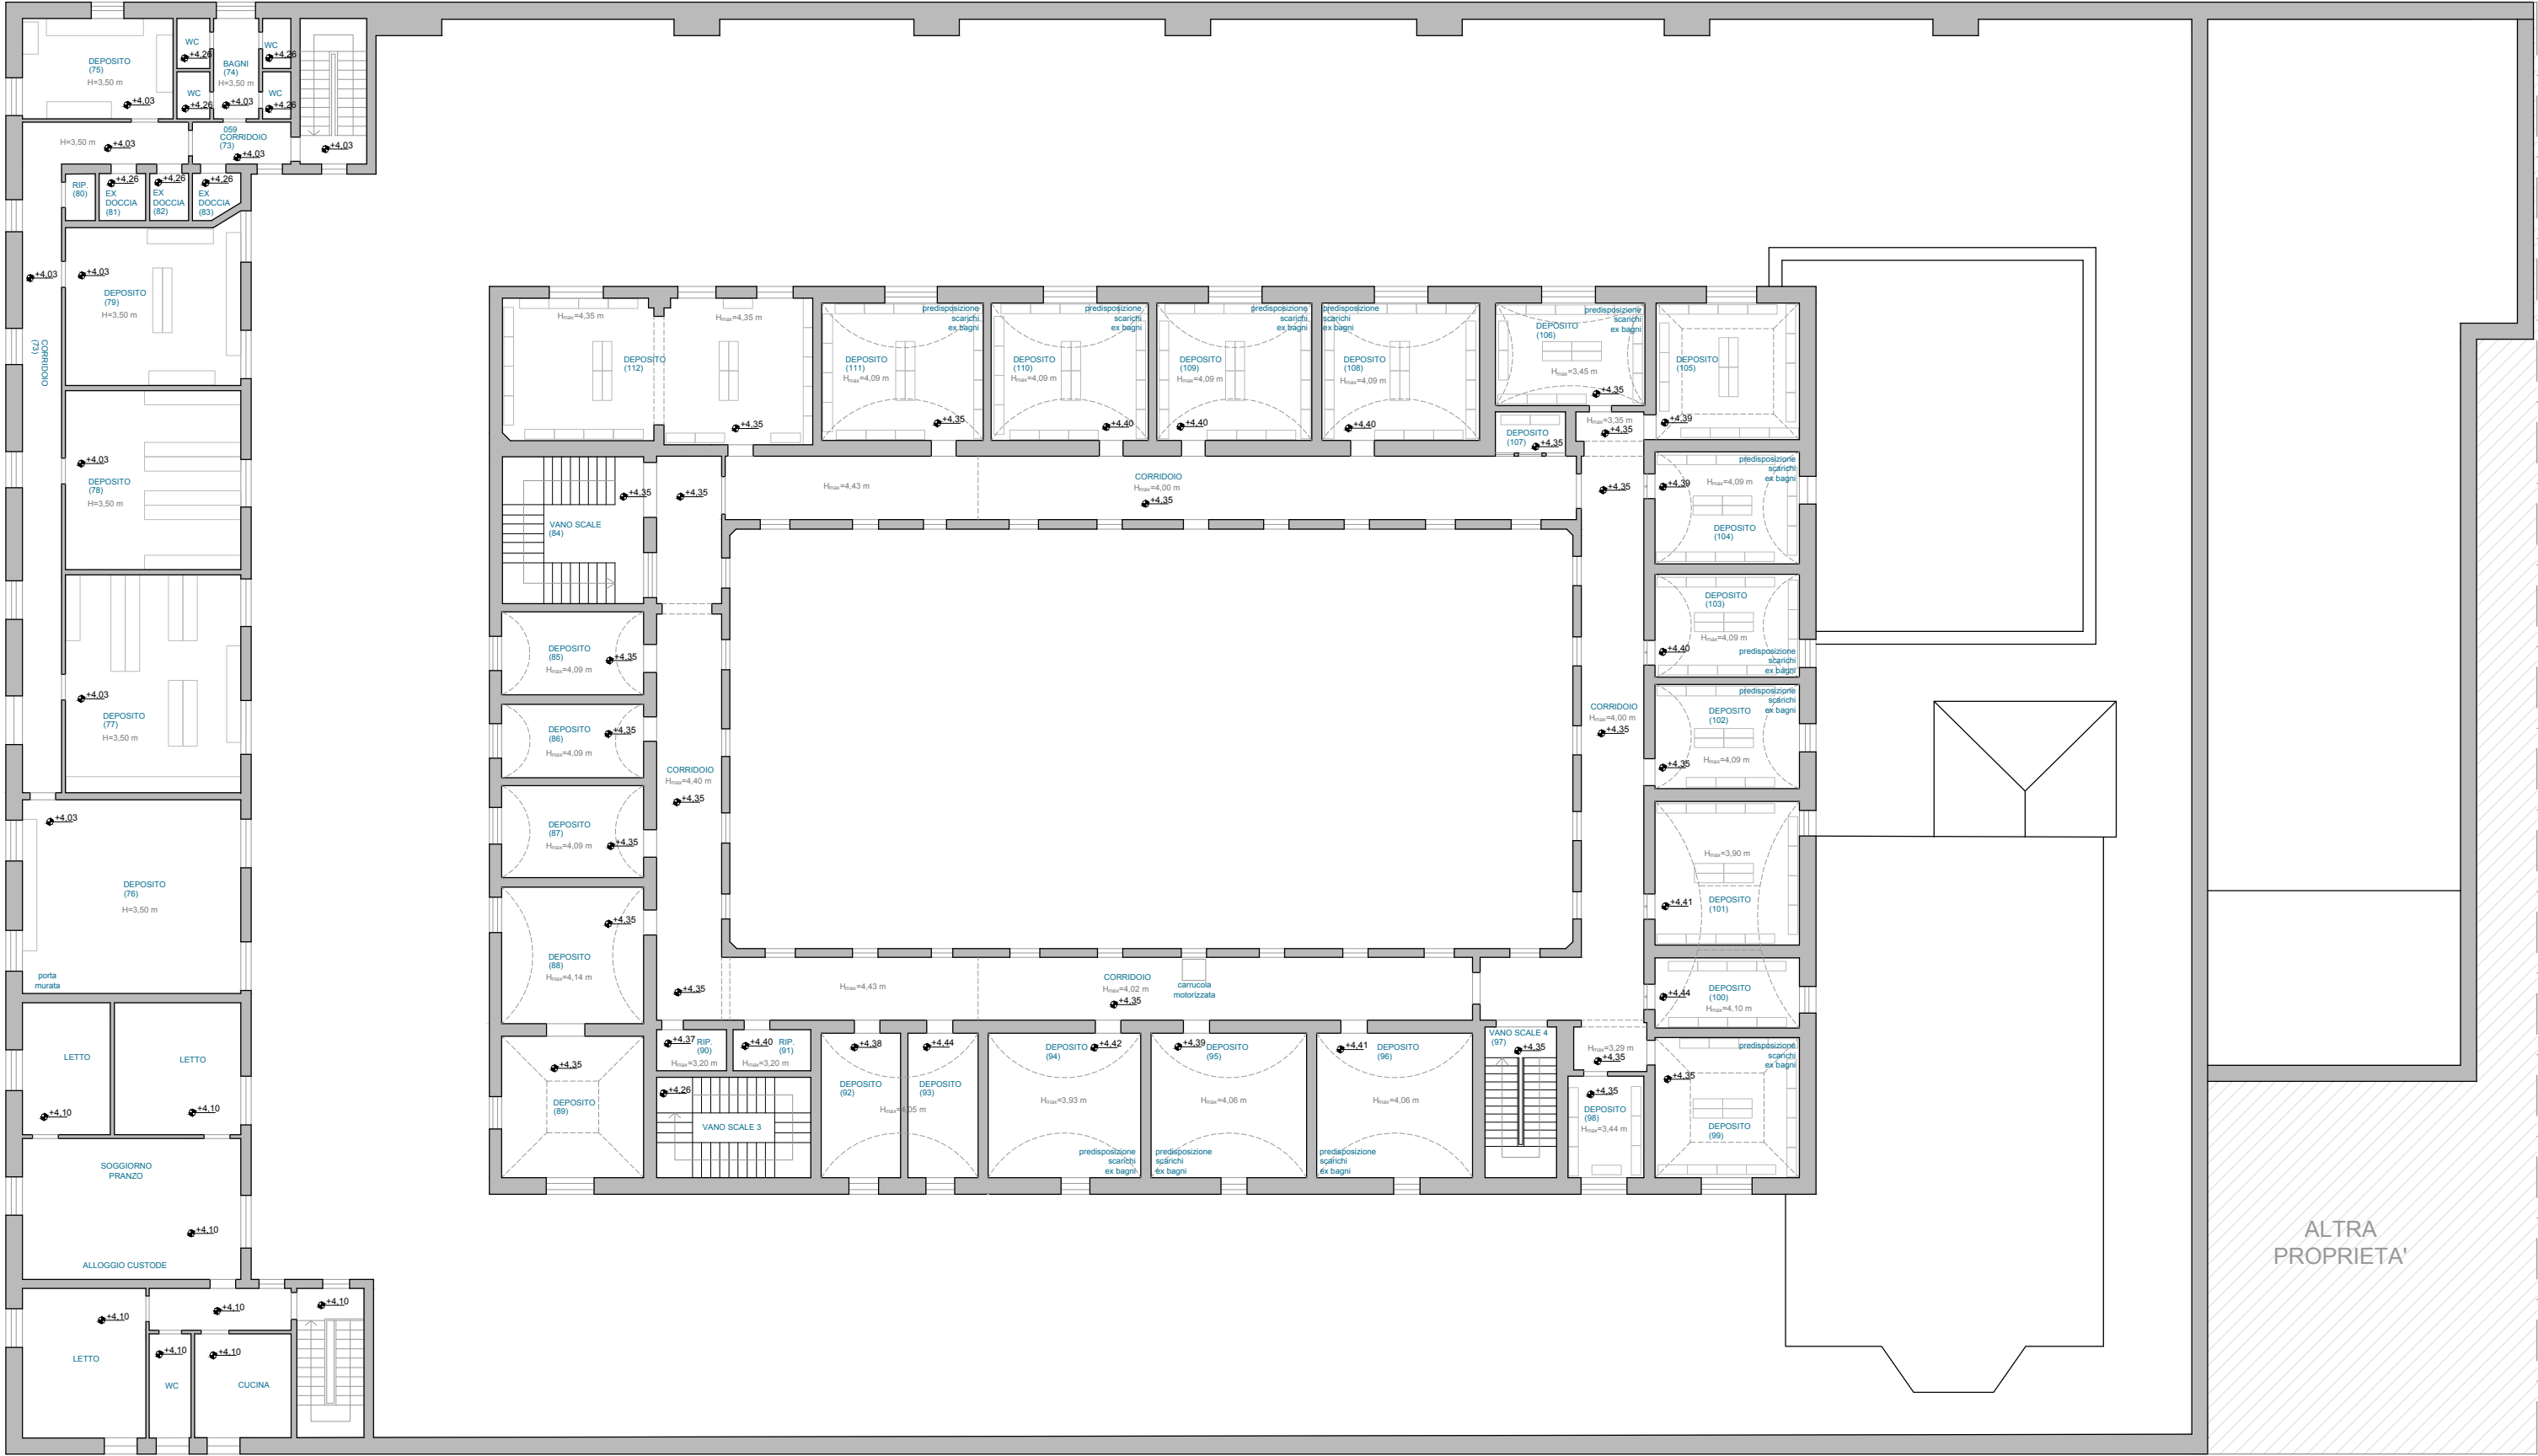 DEPOSITO
(75)
H=3,50 m
+4,03
WC
+4,26
WC
+4,26
BAGNI
(74)
H=3,50 m
+4,03
WC
+4,26
WC
+4,26
059
CORRIDOIO
(73)
+4,03
+4,03
H=3,50 m
+4,03
RIP.
(80)
+4,26
EX
DOCCIA
(81)
+4,26
EX
DOCCIA
(82)
+4,26
EX
DOCCIA
(83)
+4,03
CORRIDOIO
(73)
+4,03
DEPOSITO
(79)
H=3,50 m
+4,03
DEPOSITO
(78)
H=3,50 m
+4,03
DEPOSITO
(77)
H=3,50 m
+4,03
DEPOSITO
(76)
H=3,50 m
porta
murata
LETTO
+4,10
LETTO
+4,10
SOGGIORNO
PRANZO
+4,10
ALLOGGIO CUSTODE
+4,10
LETTO
+4,10
+4,10
+4,10
WC
+4,10
CUCINA
Hmax=4,35 m
Hmax=4,35 m
DEPOSITO
(112)
+4,35
predisposizione
scarichi
ex bagni
DEPOSITO
(111)
Hmax=4,09 m
+4,35
predisposizione
scarichi
ex bagni
DEPOSITO
(110)
Hmax=4,09 m
+4,40
predisposizione
scarichi
ex bagni
DEPOSITO
(109)
Hmax=4,09 m
+4,40
predisposizione
scarichi
ex bagni
DEPOSITO
(108)
Hmax=4,09 m
+4,40
predisposizione
scarichi
ex bagni
DEPOSITO
(106)
Hmax=3,45 m
+4,35
DEPOSITO
(107)
+4,35
Hmax=3,35 m
+4,35
DEPOSITO
(105)
+4,39
VANO SCALE
(84)
+4,35
+4,35
Hmax=4,43 m
CORRIDOIO
Hmax=4,00 m
+4,35
+4,35
predisposizione
scarichi
ex bagni
+4,39
Hmax=4,09 m
DEPOSITO
(104)
DEPOSITO
(103)
Hmax=4,09 m
+4,40
predisposizione
scarichi
ex bagni
predisposizione
scarichi
ex bagni
DEPOSITO
(102)
Hmax=4,09 m
+4,35
CORRIDOIO
Hmax=4,00 m
+4,35
Hmax=3,90 m
DEPOSITO
(101)
+4,41
DEPOSITO
(100)
Hmax=4,10 m
+4,44
DEPOSITO
(85)
Hmax=4,09 m
+4,35
DEPOSITO
(86)
Hmax=4,09 m
+4,35
DEPOSITO
(87)
Hmax=4,09 m
+4,35
CORRIDOIO
Hmax=4,40 m
+4,35
DEPOSITO
(88)
Hmax=4,14 m
+4,35
+4,35
Hmax=4,43 m
CORRIDOIO
Hmax=4,02 m
+4,35
carrucola
motorizzata
+4,35
DEPOSITO
(89)
+4,37
RIP.
(90)
Hmax=3,20 m
+4,40
RIP.
(91)
Hmax=3,20 m
+4,26
VANO SCALE 3
+4,38
DEPOSITO
(92)
+4,44
DEPOSITO
(93)
Hmax=4,05 m
DEPOSITO
(94)
+4,42
Hmax=3,93 m
predisposizione
scarichi
ex bagni
+4,39
DEPOSITO
(95)
Hmax=4,06 m
predisposizione
scarichi
ex bagni
+4,41
DEPOSITO
(96)
Hmax=4,06 m
predisposizione
scarichi
ex bagni
VANO SCALE 4
(97)
+4,35
Hmax=3,29 m
+4,35
+4,35
DEPOSITO
(98)
Hmax=3,44 m
predisposizione
scarichi
ex bagni
+4,35
DEPOSITO
(99)
ALTRA
PROPRIETA'